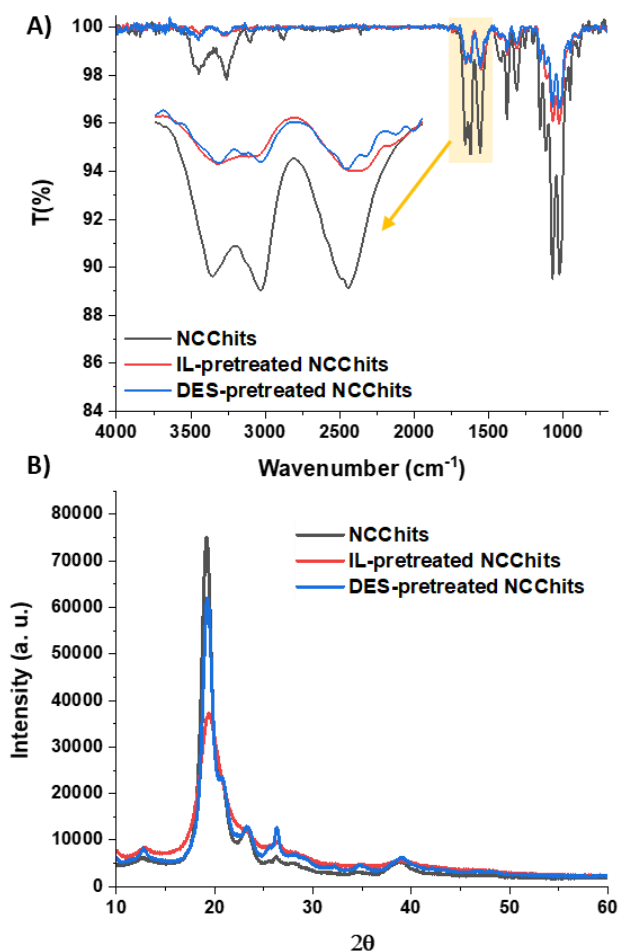 A)
100
98
96
94
92
90
88
86
84
T(%)
NCChits
IL-pretreated NCChits
DES-pretreated NCChits
4000 3500 3000 2500 2000 1500 1000
Wavenumber (cm⁻¹)
B)
80000
70000
60000
50000
40000
30000
20000
10000
0
Intensity (a. u.)
NCChits
IL-pretreated NCChits
DES-pretreated NCChits
10 20 30 40 50 60
2θ